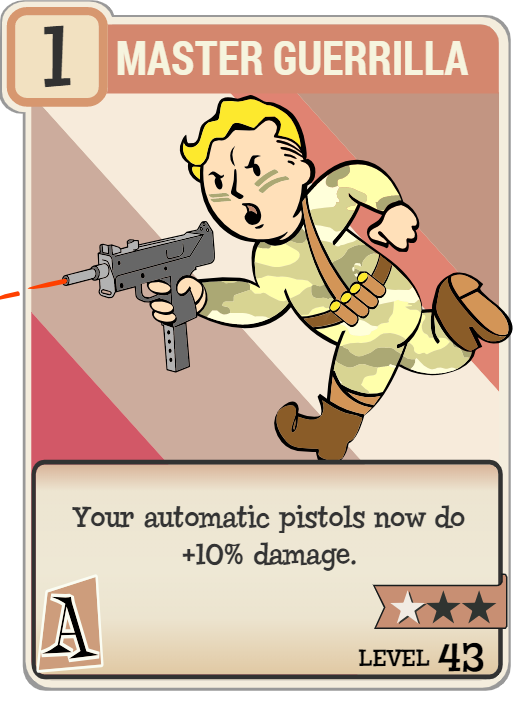 1
MASTER GUERRILLA
Your automatic pistols now do
+10% damage.
A
LEVEL 43